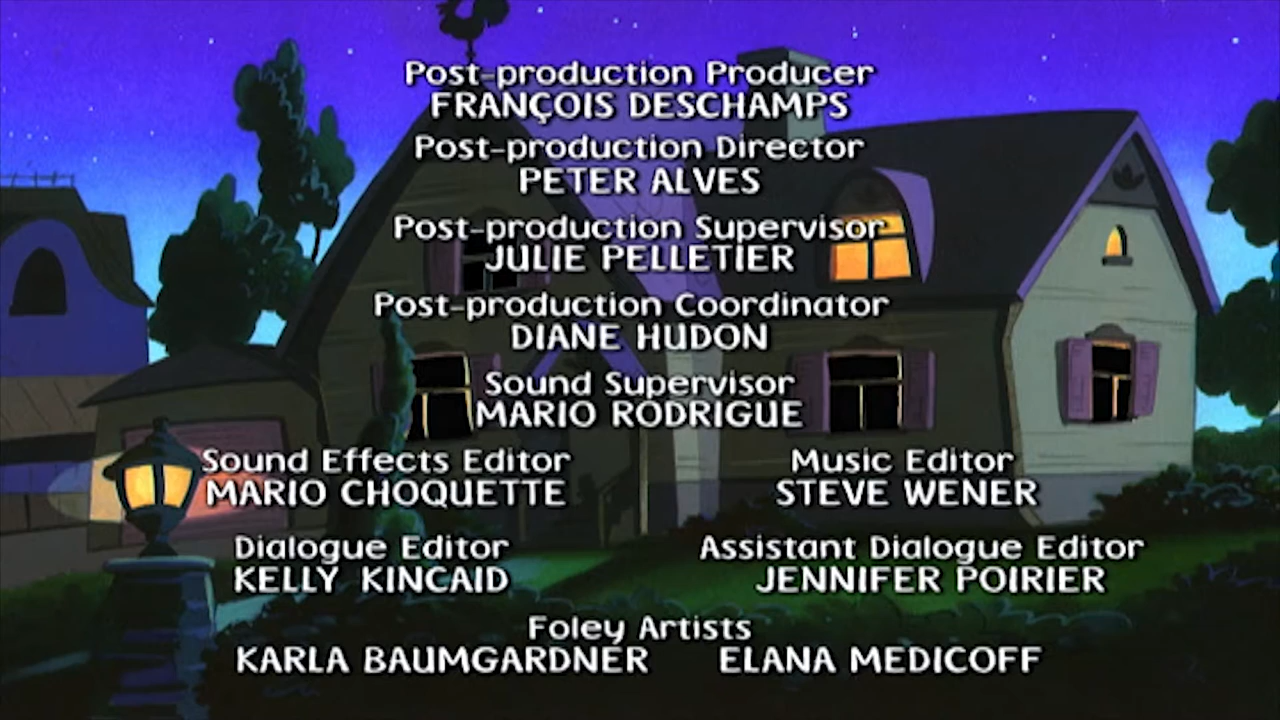 Post-production Producer
FRANÇOIS DESCHAMPS
Post-production Director
PETER ALVES
Post-production Supervisor
JULIE PELLETIER
Post-production Coordinator
DIANE HUDON
Sound Supervisor
MARIO RODRIGUE
Sound Effects Editor
MARIO CHOQUETTE
Music Editor
STEVE WENER
Dialogue Editor
KELLY KINCAID
Assistant Dialogue Editor
JENNIFER POIRIER
Foley Artists
KARLA BAUMGARDNER ELANA MEDICOFF